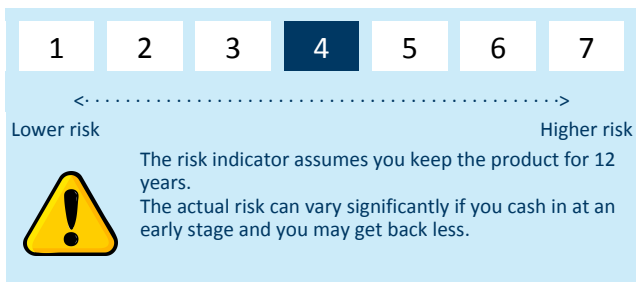 1 2 3 4 5 6 7
<· · · · · · · · · · · · · · · · · · · · · · · · · · · · · · · · · · · · · · · · · · · · · · · ·>
Lower risk Higher risk
The risk indicator assumes you keep the product for 12
years.
The actual risk can vary significantly if you cash in at an
early stage and you may get back less.